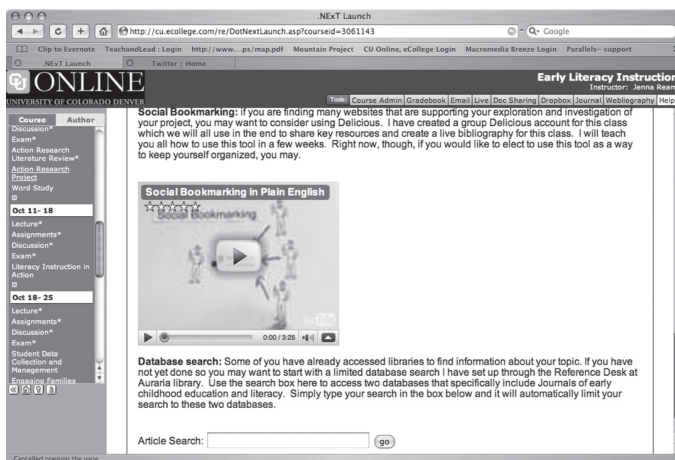 .NExT Launch
http://cu.ecollege.com/re/DotNextLaunch.asp?courseid=3061143
Google
Clip to Evernote TeachandLead : Login http://www....ps/map.pdf Mountain Project CU Online, eCollege Login Macromedia Breeze Login Parallels- support
.NExT Launch Twitter / Home
ONLINE
UNIVERSITY OF COLORADO DENVER
Early Literacy Instruction
Instructor: Jenna Ream
Tools: Course Admin Gradebook Email Live Doc Sharing Dropbox Journal Webliography Help
Course Author
Discussion*
Exam*
Action Research
Literature Review*
Action Research
Project
Word Study
Oct 11- 18
Lecture*
Assignments*
Discussion*
Exam*
Literacy Instruction in
Action
Oct 18- 25
Lecture*
Assignments*
Discussion*
Exam*
Student Data
Collection and
Management
Engaging Families
Social Bookmarking: if you are finding many websites that are supporting your exploration and investigation of
your project, you may want to consider using Delicious. I have created a group Delicious account for this class
which we will all use in the end to share key resources and create a live bibliography for this class. I will teach
you all how to use this tool in a few weeks. Right now, though, if you would like to elect to use this tool as a way
to keep yourself organized, you may.
Social Bookmarking in Plain English
Social Bookmarking
YouTube
0:00 / 3:25
Database search: Some of you have already accessed libraries to find information about your topic. If you have
not yet done so you may want to start with a limited database search I have set up through the Reference Desk at
Auraria library. Use the search box here to access two databases that specifically include Journals of early
childhood education and literacy. Simply type your search in the box below and it will automatically limit your
search to these two databases.
Article Search: go
Cancelled opening the page